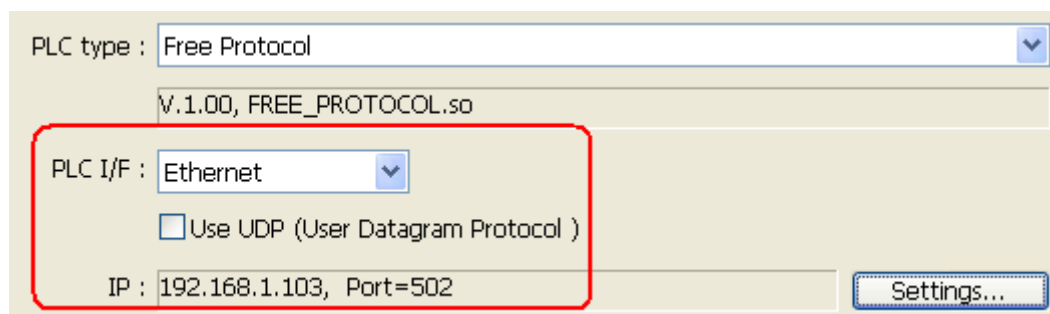 PLC type : Free Protocol
V.1.00, FREE_PROTOCOL.so
PLC I/F : Ethernet
Use UDP (User Datagram Protocol )
IP : 192.168.1.103, Port=502 Settings...